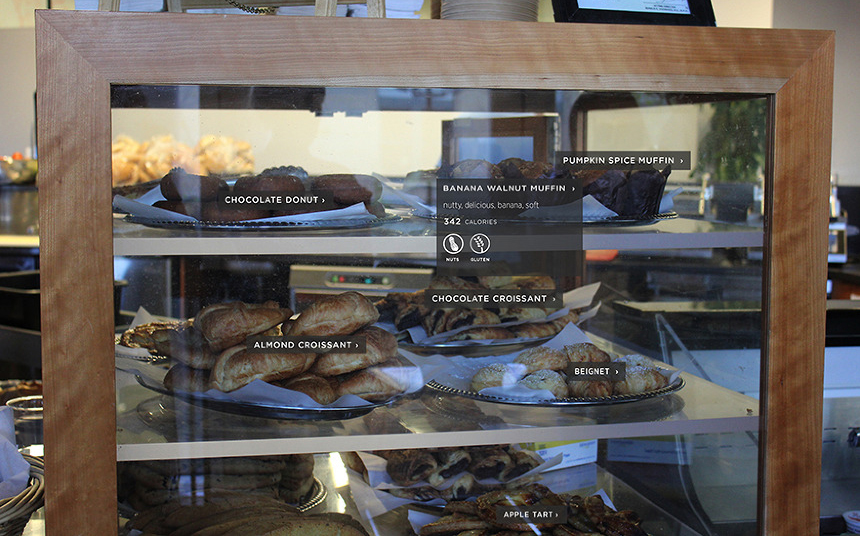 PUMPKIN SPICE MUFFIN ›
BANANA WALNUT MUFFIN ›
nutty, delicious, banana, soft
342 CALORIES
NUTS GLUTEN
CHOCOLATE DONUT ›
CHOCOLATE CROISSANT ›
ALMOND CROISSANT ›
BEIGNET ›
APPLE TART ›